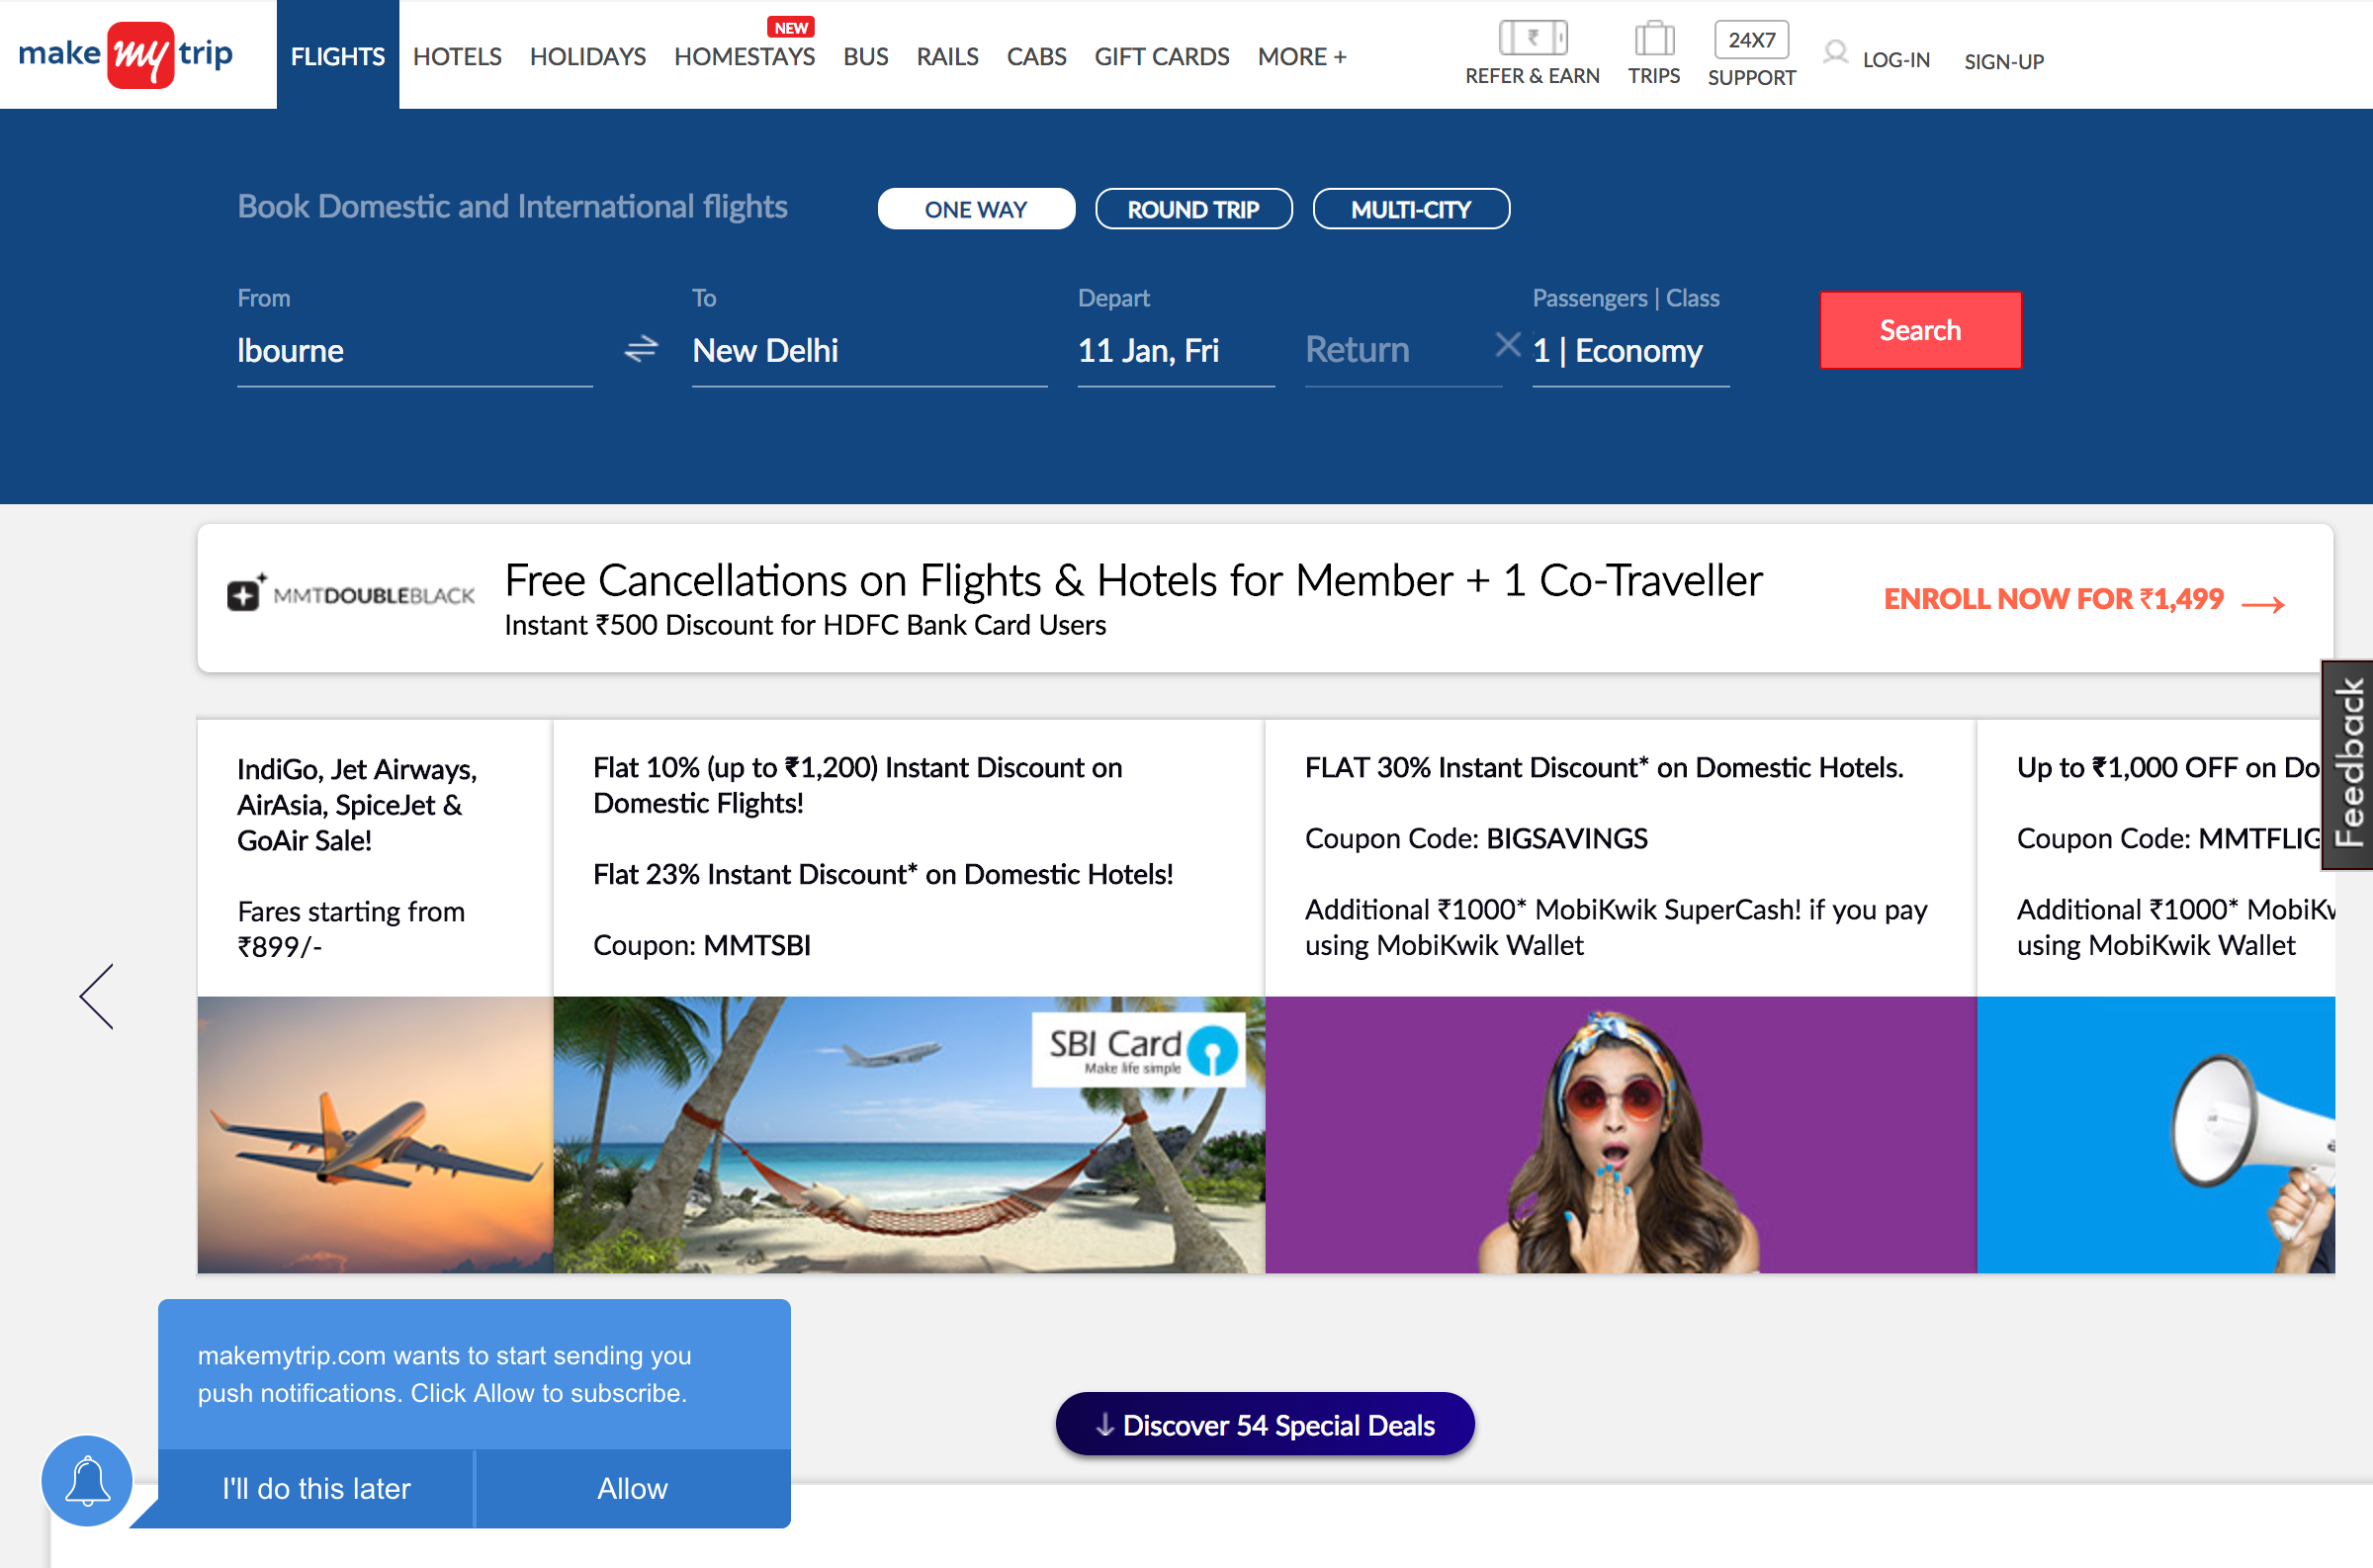 make my trip
FLIGHTS HOTELS HOLIDAYS HOMESTAYS NEW BUS RAILS CABS GIFT CARDS MORE +
₹ REFER & EARN TRIPS 24X7 SUPPORT LOG-IN SIGN-UP
Book Domestic and International flights
ONE WAY ROUND TRIP MULTI-CITY
From To Depart Passengers | Class
lbourne New Delhi 11 Jan, Fri Return 1 | Economy
Search
MMTDOUBLEBLACK
Free Cancellations on Flights & Hotels for Member + 1 Co-Traveller
Instant ₹500 Discount for HDFC Bank Card Users
ENROLL NOW FOR ₹1,499 →
Feedback
IndiGo, Jet Airways,
AirAsia, SpiceJet &
GoAir Sale!
Fares starting from
₹899/-
Flat 10% (up to ₹1,200) Instant Discount on
Domestic Flights!
Flat 23% Instant Discount* on Domestic Hotels!
Coupon: MMTSBI
SBI Card
Make life simple
FLAT 30% Instant Discount* on Domestic Hotels.
Coupon Code: BIGSAVINGS
Additional ₹1000* MobiKwik SuperCash! if you pay
using MobiKwik Wallet
Up to ₹1,000 OFF on Do
Coupon Code: MMTFLIG
Additional ₹1000* MobiKw
using MobiKwik Wallet
makemytrip.com wants to start sending you
push notifications. Click Allow to subscribe.
I'll do this later Allow
↓ Discover 54 Special Deals